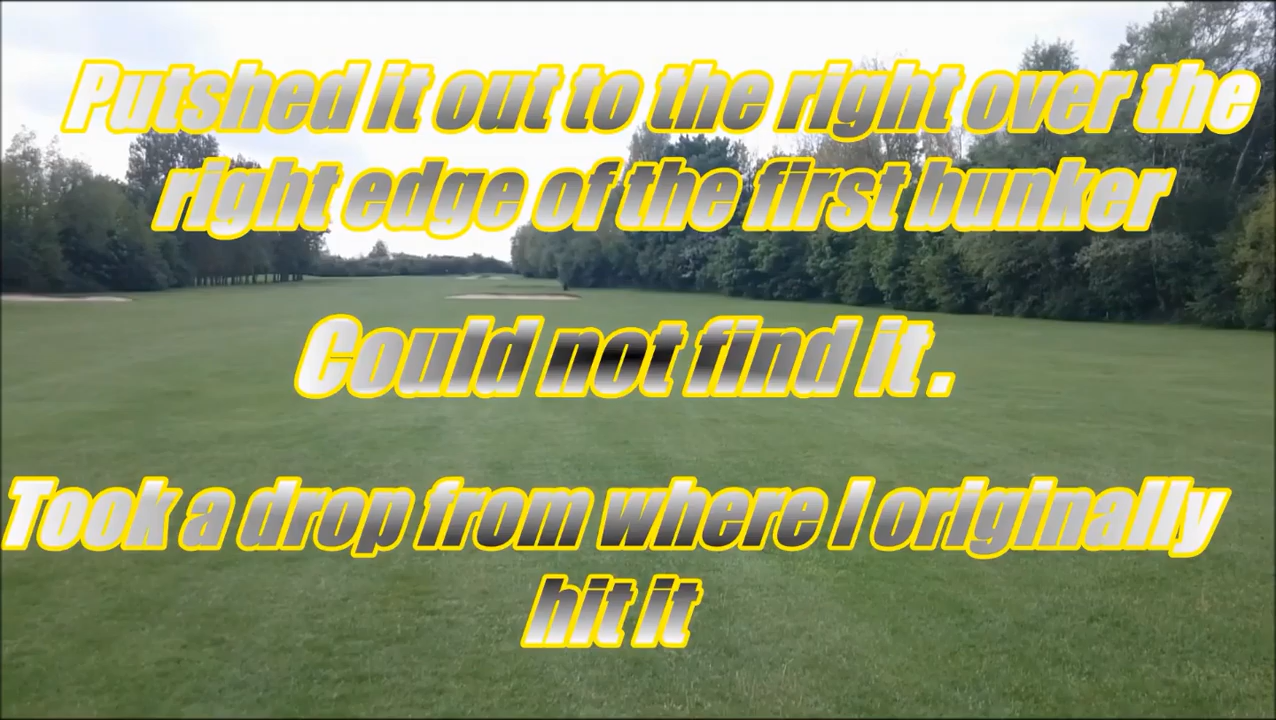 Putshed it out to the right over the
right edge of the first bunker
Could not find it .
Took a drop from where I originally
hit it